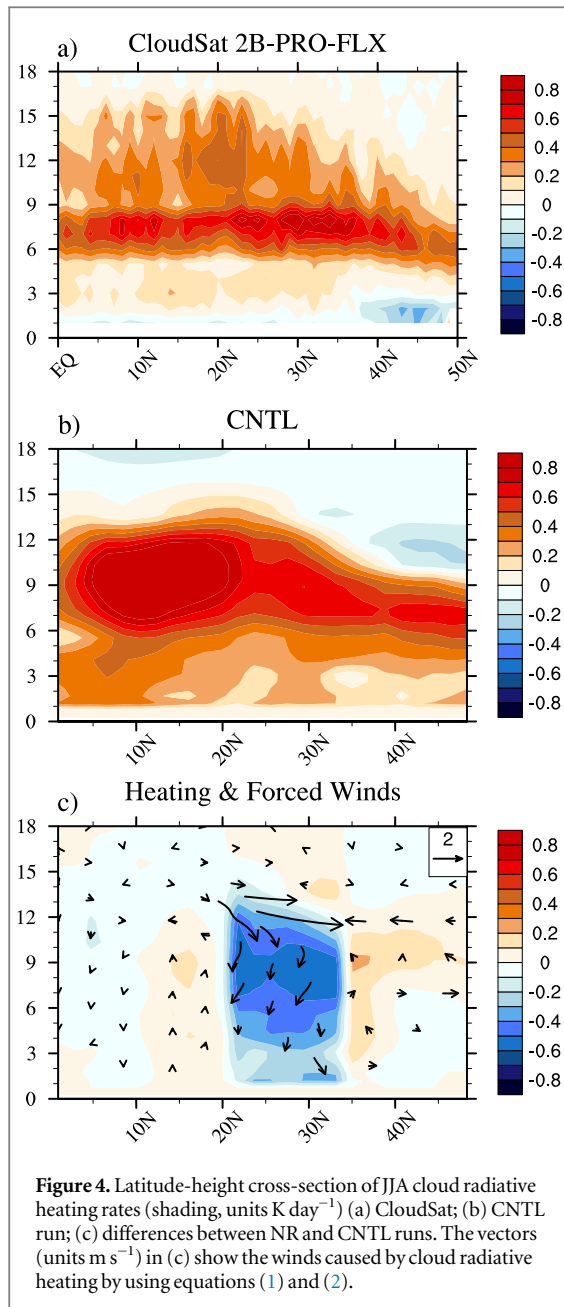 CloudSat 2B-PRO-FLX
a)
18
15
12
9
6
3
0
EQ
10N
20N
30N
40N
50N
0.8
0.6
0.4
0.2
0
-0.2
-0.4
-0.6
-0.8
CNTL
b)
18
15
12
9
6
3
0
10N
20N
30N
40N
0.8
0.6
0.4
0.2
0
-0.2
-0.4
-0.6
-0.8
Heating & Forced Winds
c)
18
15
12
9
6
3
0
2
10N
20N
30N
40N
0.8
0.6
0.4
0.2
0
-0.2
-0.4
-0.6
-0.8
Figure 4. Latitude-height cross-section of JJA cloud radiative
heating rates (shading, units K day⁻¹) (a) CloudSat; (b) CNTL
run; (c) differences between NR and CNTL runs. The vectors
(units m s⁻¹) in (c) show the winds caused by cloud radiative
heating by using equations (1) and (2).